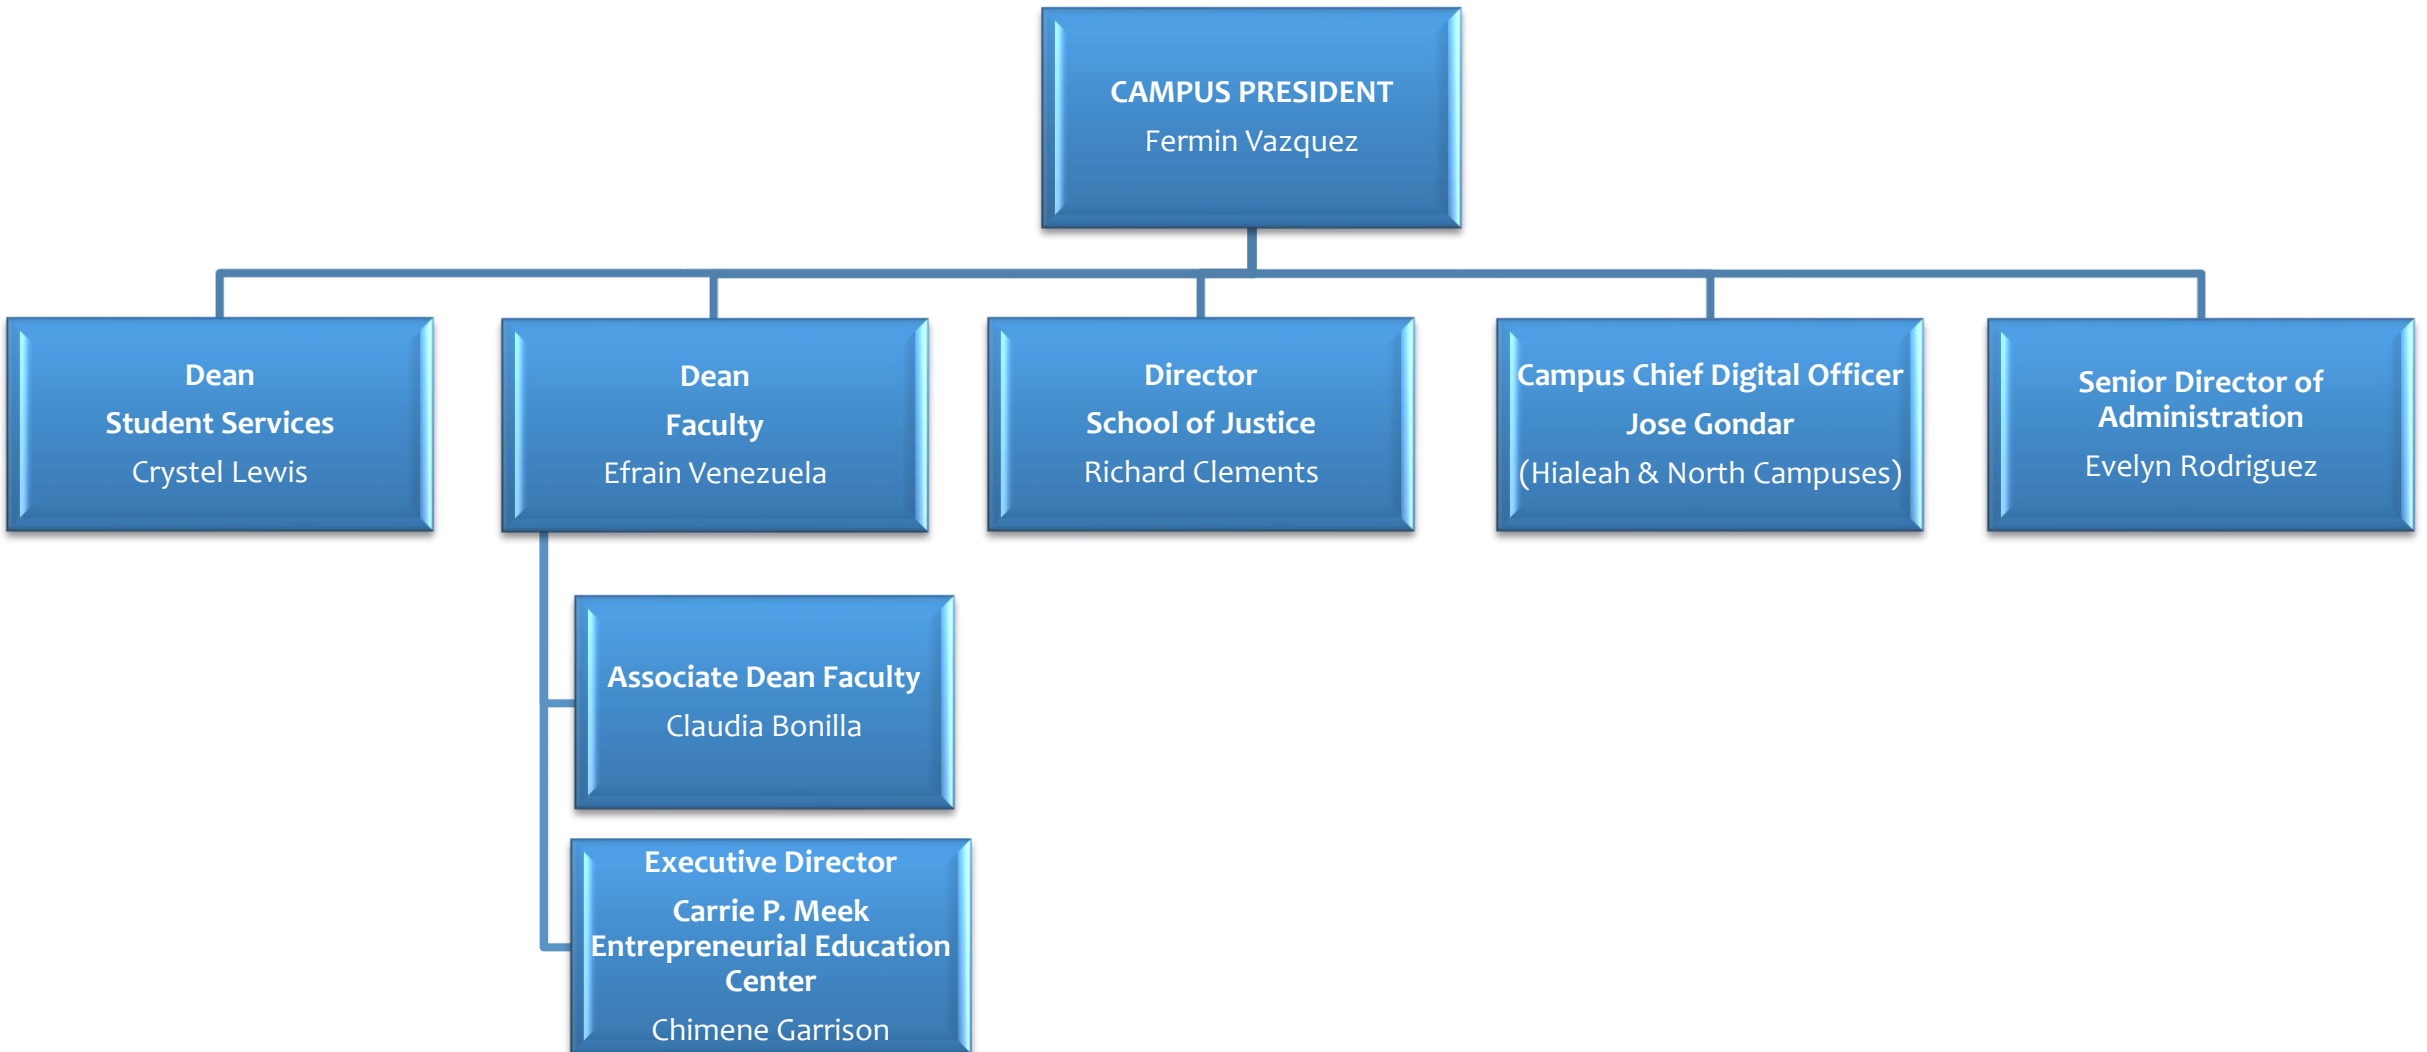 CAMPUS PRESIDENT
Fermin Vazquez
Dean
Student Services
Crystel Lewis
Dean
Faculty
Efrain Venezuela
Director
School of Justice
Richard Clements
Campus Chief Digital Officer
Jose Gondar
(Hialeah & North Campuses)
Senior Director of
Administration
Evelyn Rodriguez
Associate Dean Faculty
Claudia Bonilla
Executive Director
Carrie P. Meek
Entrepreneurial Education
Center
Chimene Garrison